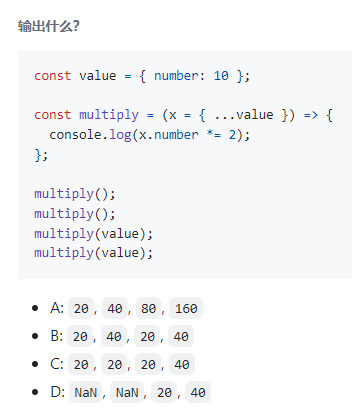 输出什么?
const value = { number: 10 };
const multiply = (x = { ...value }) => {
  console.log(x.number *= 2);
};
multiply();
multiply();
multiply(value);
multiply(value);
• A: 20, 40, 80, 160
• B: 20, 40, 20, 40
• C: 20, 20, 20, 40
• D: NaN, NaN, 20, 40